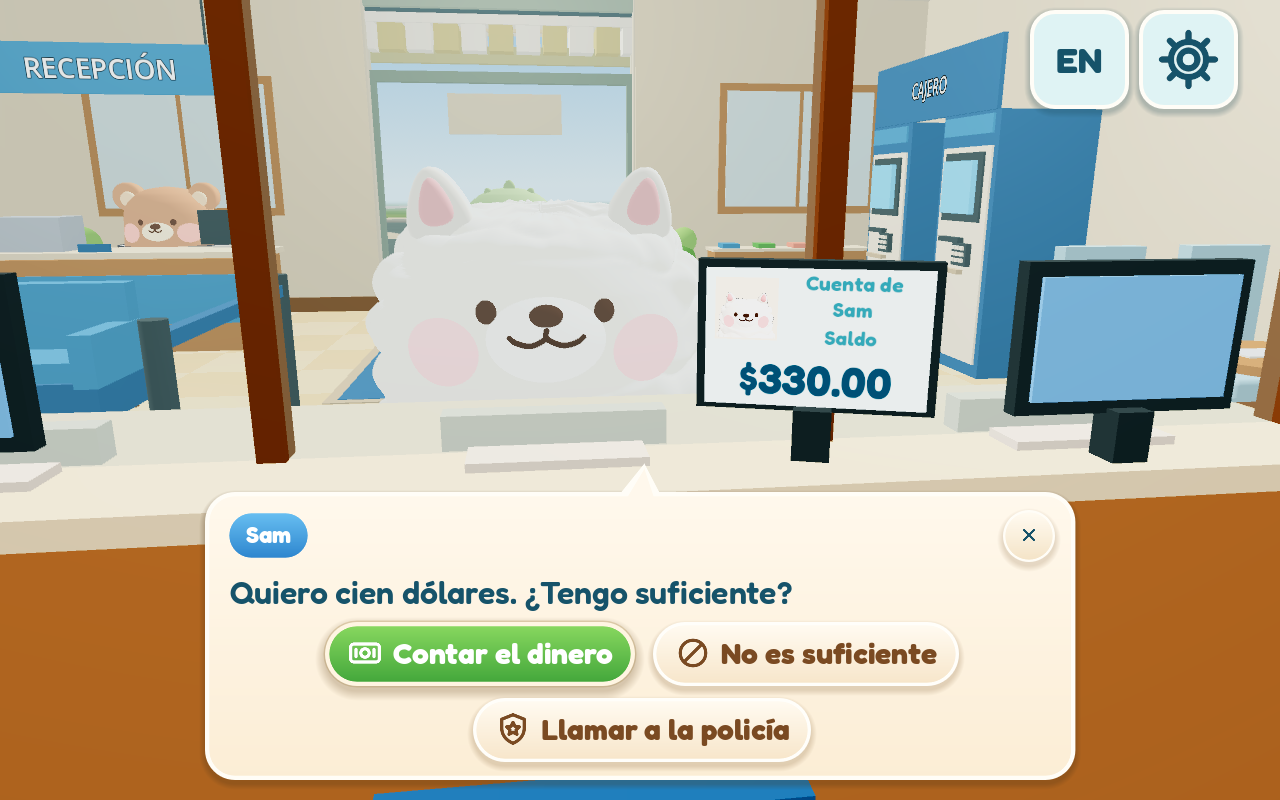 RECEPCIÓN
EN
CAJERO
Cuenta de
Sam
Saldo
$330.00
Sam
Quiero cien dólares. ¿Tengo suficiente?
Contar el dinero
No es suficiente
Llamar a la policía